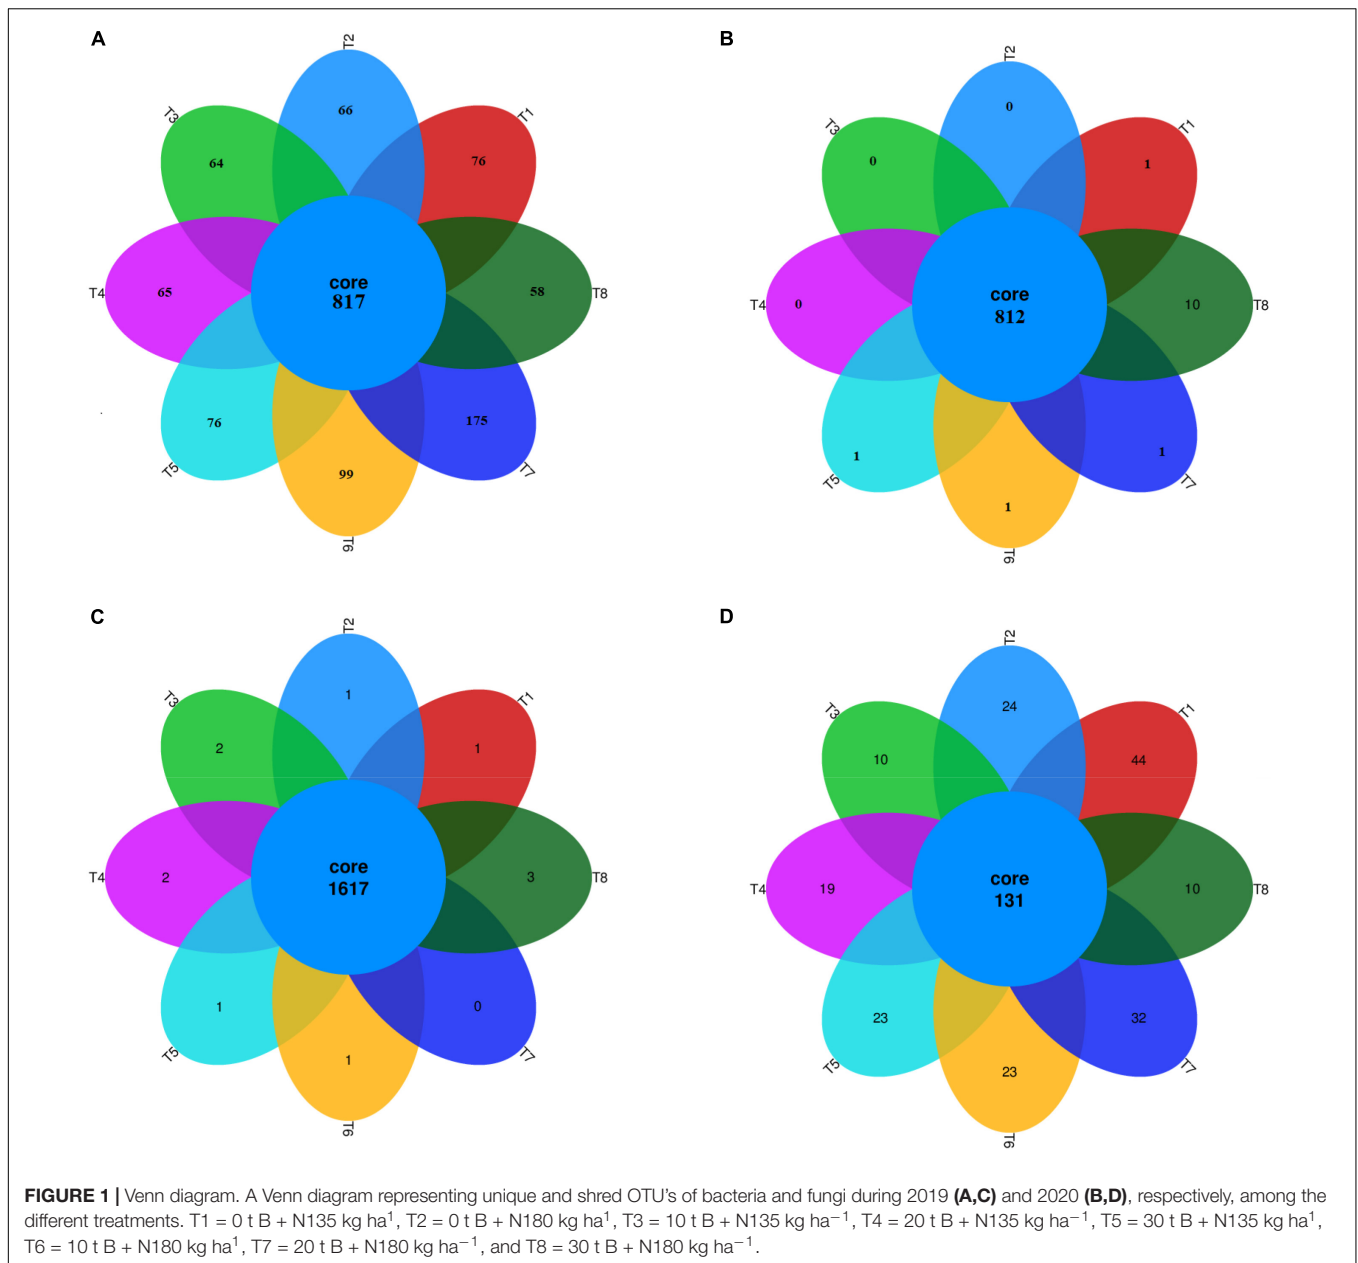 A
T2
66
T3
64
T1
76
T4
65
core
817
58
T8
76
T5
175
T7
99
T6
B
T2
0
T3
0
T1
1
T4
0
core
812
10
T8
1
T5
1
T7
1
T6
C
T2
1
T3
2
T1
1
T4
2
core
1617
3
T8
1
T5
0
T7
1
T6
D
T2
24
T3
10
T1
44
T4
19
core
131
10
T8
23
T5
32
T7
23
T6
FIGURE 1 | Venn diagram. A Venn diagram representing unique and shred OTU's of bacteria and fungi during 2019 (A,C) and 2020 (B,D), respectively, among the
different treatments. T1 = 0 t B + N135 kg ha¹, T2 = 0 t B + N180 kg ha¹, T3 = 10 t B + N135 kg ha⁻¹, T4 = 20 t B + N135 kg ha⁻¹, T5 = 30 t B + N135 kg ha¹,
T6 = 10 t B + N180 kg ha¹, T7 = 20 t B + N180 kg ha⁻¹, and T8 = 30 t B + N180 kg ha⁻¹.